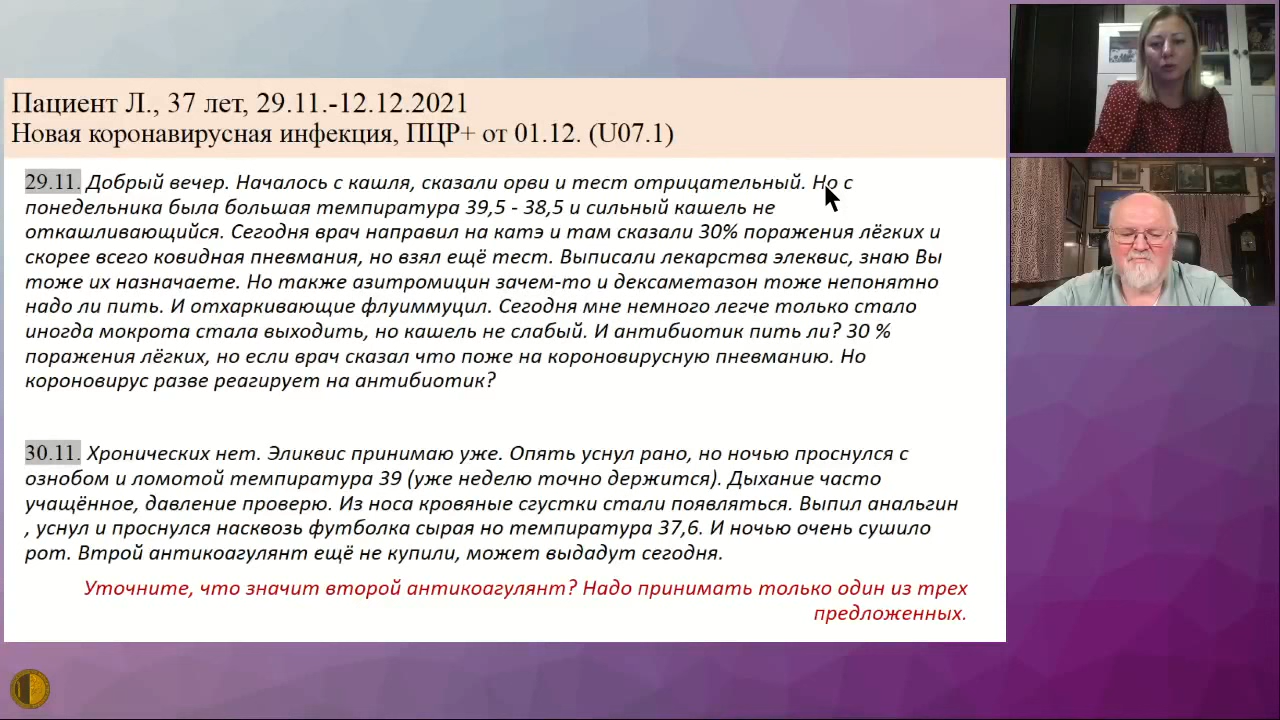 Пациент Л., 37 лет, 29.11.-12.12.2021
Новая коронавирусная инфекция, ПЦР+ от 01.12. (U07.1)
29.11. Добрый вечер. Началось с кашля, сказали орви и тест отрицательный. Но с
понедельника была большая темпиратура 39,5 - 38,5 и сильный кашель не
откашливающийся. Сегодня врач направил на катэ и там сказали 30% поражения лёгких и
скорее всего ковидная пневмания, но взял ещё тест. Выписали лекарства элеквис, знаю Вы
тоже их назначаете. Но также азитромицин зачем-то и дексаметазон тоже непонятно
надо ли пить. И отхаркивающие флуиммуцил. Сегодня мне немного легче только стало
иногда мокрота стала выходить, но кашель не слабый. И антибиотик пить ли? 30 %
поражения лёгких, но если врач сказал что поже на короновирусную пневманию. Но
короновирус разве реагирует на антибиотик?
30.11. Хронических нет. Эликвис принимаю уже. Опять уснул рано, но ночью проснулся с
ознобом и ломотой темпиратура 39 (уже неделю точно держится). Дыхание часто
учащённое, давление проверю. Из носа кровяные сгустки стали появляться. Выпил анальгин
, уснул и проснулся насквозь футболка сырая но темпиратура 37,6. И ночью очень сушило
рот. Втрой антикоагулянт ещё не купили, может выдадут сегодня.
Уточните, что значит второй антикоагулянт? Надо принимать только один из трех
предложенных.